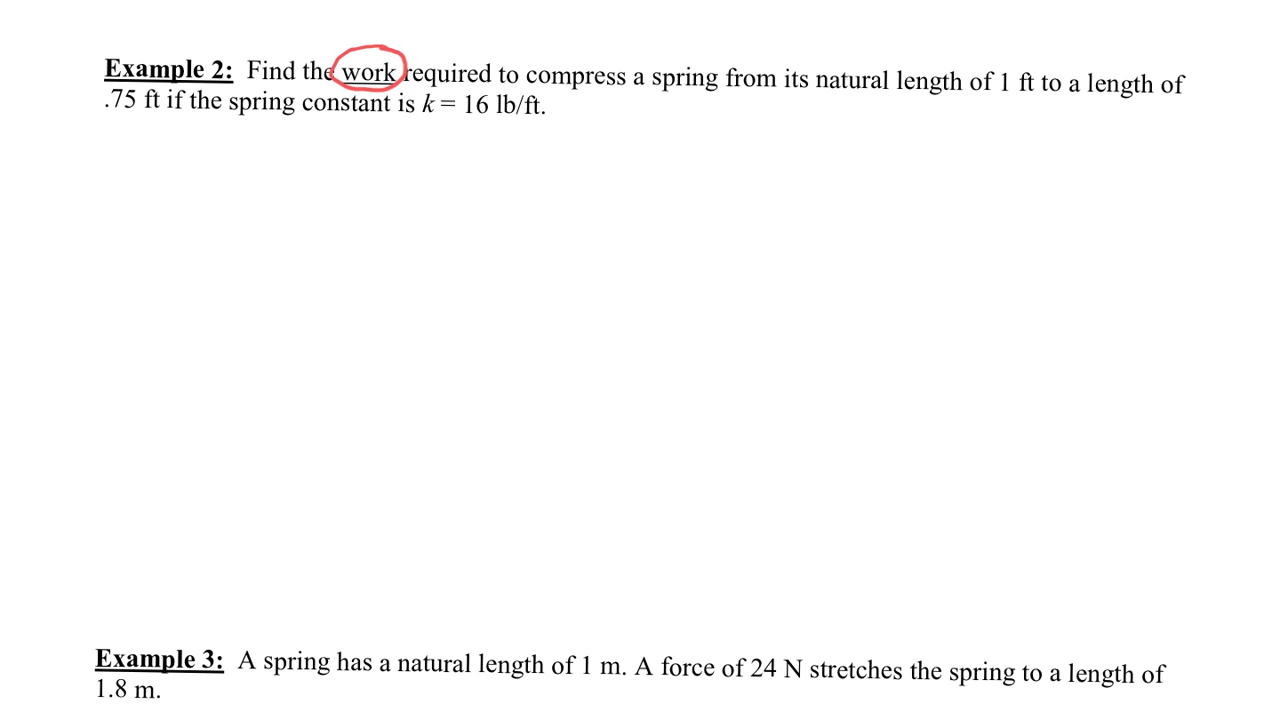 Example 2: Find the work required to compress a spring from its natural length of 1 ft to a length of
.75 ft if the spring constant is k = 16 lb/ft.
Example 3: A spring has a natural length of 1 m. A force of 24 N stretches the spring to a length of
1.8 m.